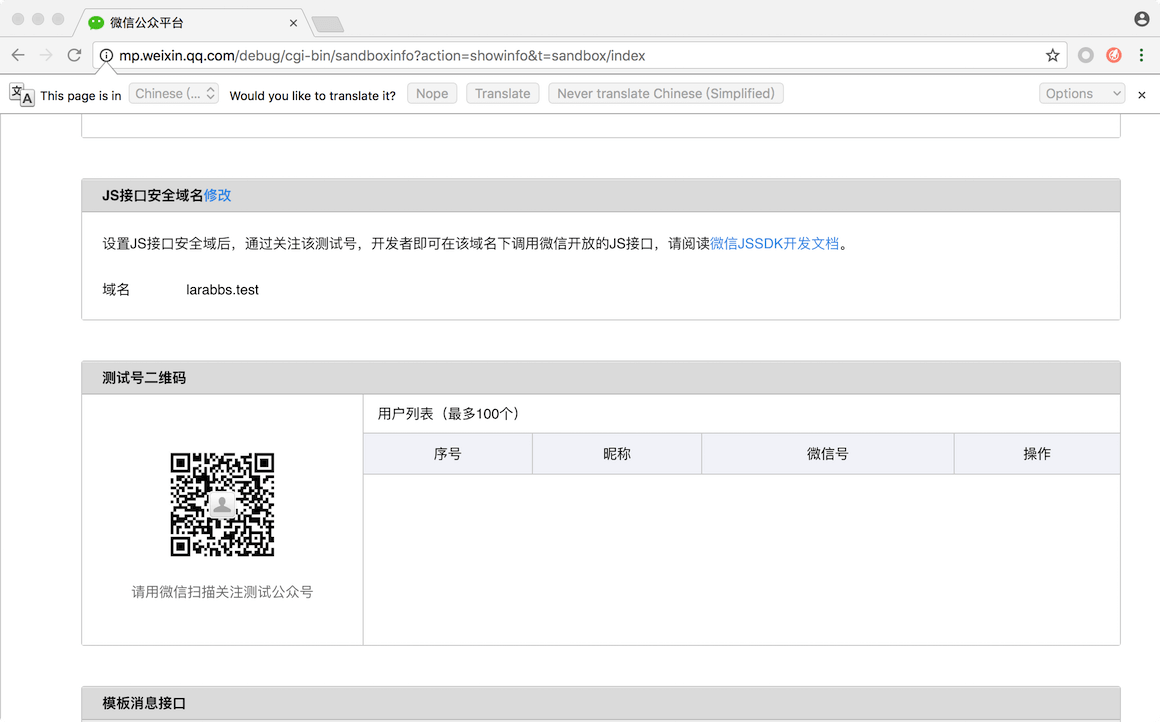 微信公众平台
mp.weixin.qq.com/debug/cgi-bin/sandboxinfo?action=showinfo&t=sandbox/index
This page is in Chinese (... Would you like to translate it? Nope Translate Never translate Chinese (Simplified) Options
JS接口安全域名修改
设置JS接口安全域后，通过关注该测试号，开发者即可在该域名下调用微信开放的JS接口，请阅读微信JSSDK开发文档。
域名 larabbs.test
测试号二维码
用户列表（最多100个）
序号 昵称 微信号 操作
请用微信扫描关注测试公众号
模板消息接口